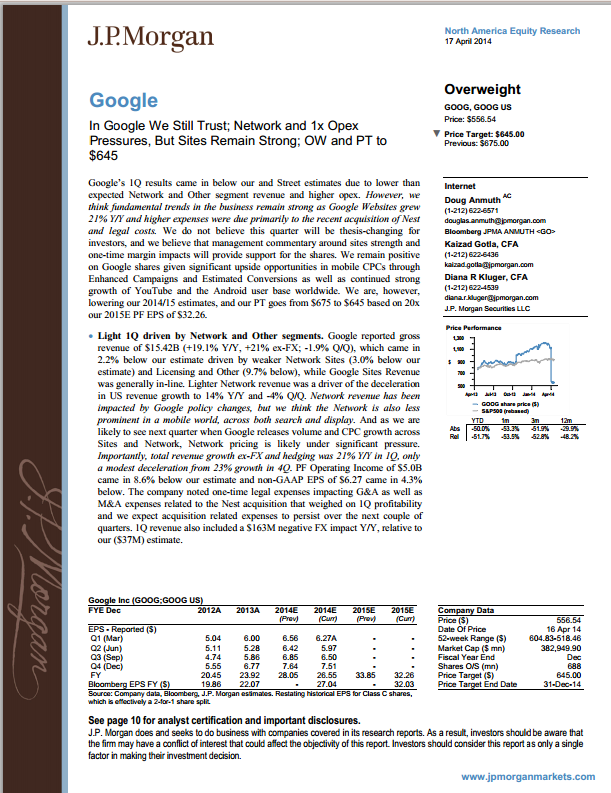 J.P.Morgan
North America Equity Research
17 April 2014
Google
In Google We Still Trust; Network and 1x Opex
Pressures, But Sites Remain Strong; OW and PT to
$645
Google's 1Q results came in below our and Street estimates due to lower than
expected Network and Other segment revenue and higher opex. However, we
think fundamental trends in the business remain strong as Google Websites grew
21% Y/Y and higher expenses were due primarily to the recent acquisition of Nest
and legal costs. We do not believe this quarter will be thesis-changing for
investors, and we believe that management commentary around sites strength and
one-time margin impacts will provide support for the shares. We remain positive
on Google shares given significant upside opportunities in mobile CPCs through
Enhanced Campaigns and Estimated Conversions as well as continued strong
growth of YouTube and the Android user base worldwide. We are, however,
lowering our 2014/15 estimates, and our PT goes from $675 to $645 based on 20x
our 2015E PF EPS of $32.26.
• Light 1Q driven by Network and Other segments. Google reported gross
revenue of $15.42B (+19.1% Y/Y, +21% ex-FX; -1.9% Q/Q), which came in
2.2% below our estimate driven by weaker Network Sites (3.0% below our
estimate) and Licensing and Other (9.7% below), while Google Sites Revenue
was generally in-line. Lighter Network revenue was a driver of the deceleration
in US revenue growth to 14% Y/Y and -4% Q/Q. Network revenue has been
impacted by Google policy changes, but we think the Network is also less
prominent in a mobile world, across both search and display. And as we are
likely to see next quarter when Google releases volume and CPC growth across
Sites and Network, Network pricing is likely under significant pressure.
Importantly, total revenue growth ex-FX and hedging was 21% Y/Y in 1Q, only
a modest deceleration from 23% growth in 4Q. PF Operating Income of $5.0B
came in 8.6% below our estimate and non-GAAP EPS of $6.27 came in 4.3%
below. The company noted one-time legal expenses impacting G&A as well as
M&A expenses related to the Nest acquisition that weighed on 1Q profitability
and we expect acquisition related expenses to persist over the next couple of
quarters. 1Q revenue also included a $163M negative FX impact Y/Y, relative to
our ($37M) estimate.
Overweight
GOOG, GOOG US
Price: $556.54
Price Target: $645.00
Previous: $675.00
Internet
Doug Anmuth AC
(1-212) 622-6571
douglas.anmuth@jpmorgan.com
Bloomberg JPMA ANMUTH <GO>
Kaizad Gotla, CFA
(1-212) 622-6436
kaizad.gotla@jpmorgan.com
Diana R Kluger, CFA
(1-212) 622-4539
diana.r.kluger@jpmorgan.com
J.P. Morgan Securities LLC
Price Performance
1,300
1,100
$ 900
700
500
Apr-13 Jul-13 Oct-13 Jan-14 Apr-14
GOOG share price ($)
S&P500 (rebased)
YTD 1m 3m 12m
Abs -50.0% -53.3% -51.9% -29.9%
Rel -51.7% -53.5% -52.8% -48.2%
Google Inc (GOOG;GOOG US)
FYE Dec 2012A 2013A 2014E (Prev) 2014E (Curr) 2015E (Prev) 2015E (Curr)
EPS - Reported ($)
Q1 (Mar) 5.04 6.00 6.56 6.27A - -
Q2 (Jun) 5.11 5.28 6.42 5.97 - -
Q3 (Sep) 4.74 5.86 6.85 6.50 - -
Q4 (Dec) 5.55 6.77 7.64 7.51 - -
FY 20.45 23.92 28.05 26.55 33.85 32.26
Bloomberg EPS FY ($) 19.86 22.07 - 27.04 - 32.03
Source: Company data, Bloomberg, J.P. Morgan estimates. Restating historical EPS for Class C shares,
which is effectively a 2-for-1 share split.
Company Data
Price ($) 556.54
Date Of Price 16 Apr 14
52-week Range ($) 604.83-518.46
Market Cap ($ mn) 382,949.90
Fiscal Year End Dec
Shares O/S (mn) 688
Price Target ($) 645.00
Price Target End Date 31-Dec-14
See page 10 for analyst certification and important disclosures.
J.P. Morgan does and seeks to do business with companies covered in its research reports. As a result, investors should be aware that
the firm may have a conflict of interest that could affect the objectivity of this report. Investors should consider this report as only a single
factor in making their investment decision.
www.jpmorganmarkets.com
J.P.Morgan